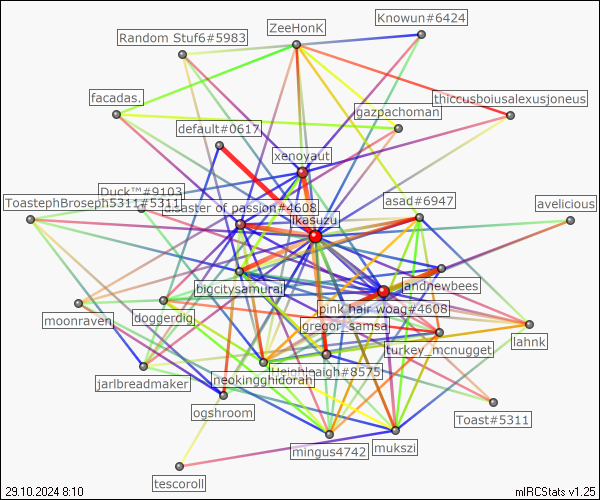 Knowun#6424
ZeeHonK
Random Stuf6#5983
facadas.
thiccusboiusalexusjoneus
gazpachoman
default#0617
xenoyaut
Duck™#9103
ToastephBroseph5311#5311
master of passion#4608
asad#6947
avelicious
ikasuzu
bigcitysamurai
landnewbees
pink hair woag#4608
moonraven
doggerdig
gregor_samsa
turkey_mcnugget
lahnk
jarlbreadmaker
neokingghidorah
#8575
ogshroom
Toast#5311
mingus4742
mukszi
tescoroll
29.10.2024 8:10
mIRCStats v1.25